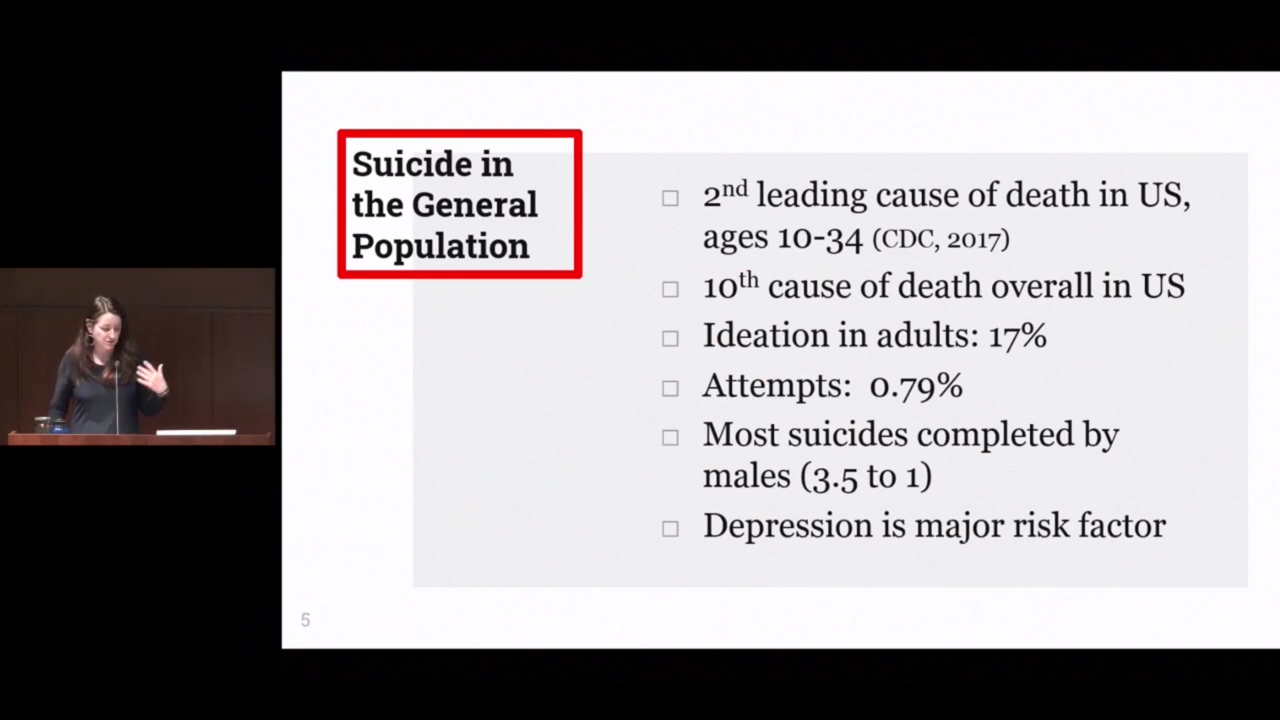 Suicide in
the General
Population
□ 2nd leading cause of death in US,
ages 10-34 (CDC, 2017)
□ 10th cause of death overall in US
□ Ideation in adults: 17%
□ Attempts: 0.79%
□ Most suicides completed by
males (3.5 to 1)
□ Depression is major risk factor
5